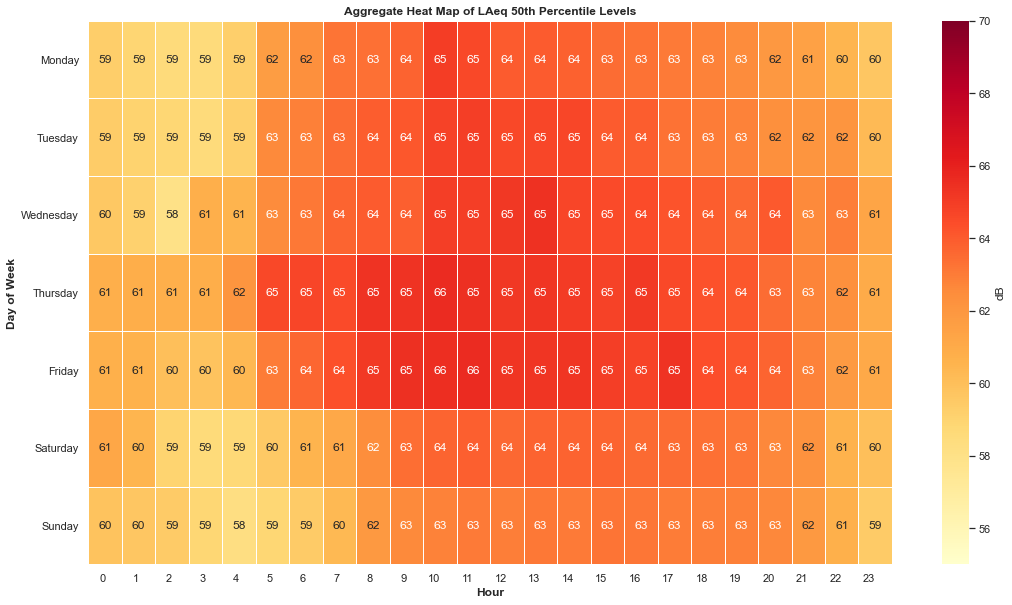 Aggregate Heat Map of LAeq 50th Percentile Levels
Monday 59 59 59 59 59 62 62 63 63 64 65 65 64 64 64 63 63 63 63 63 62 61 60 60
Tuesday 59 59 59 59 59 63 63 63 64 64 65 65 65 65 65 64 64 63 63 63 62 62 62 60
Wednesday 60 59 58 61 61 63 63 64 64 64 65 65 65 65 65 65 64 64 64 64 64 63 63 61
Thursday 61 61 61 61 62 65 65 65 65 65 66 65 65 65 65 65 65 65 64 64 63 63 62 61
Friday 61 61 60 60 60 63 64 64 65 65 66 66 65 65 65 65 65 65 64 64 64 63 62 61
Saturday 61 60 59 59 59 60 61 61 62 63 64 64 64 64 64 64 64 63 63 63 63 62 61 60
Sunday 60 60 59 59 58 59 59 60 62 63 63 63 63 63 63 63 63 63 63 63 63 62 61 59
0 1 2 3 4 5 6 7 8 9 10 11 12 13 14 15 16 17 18 19 20 21 22 23
Hour
Day of Week
70
68
66
64
62
60
58
56
dB